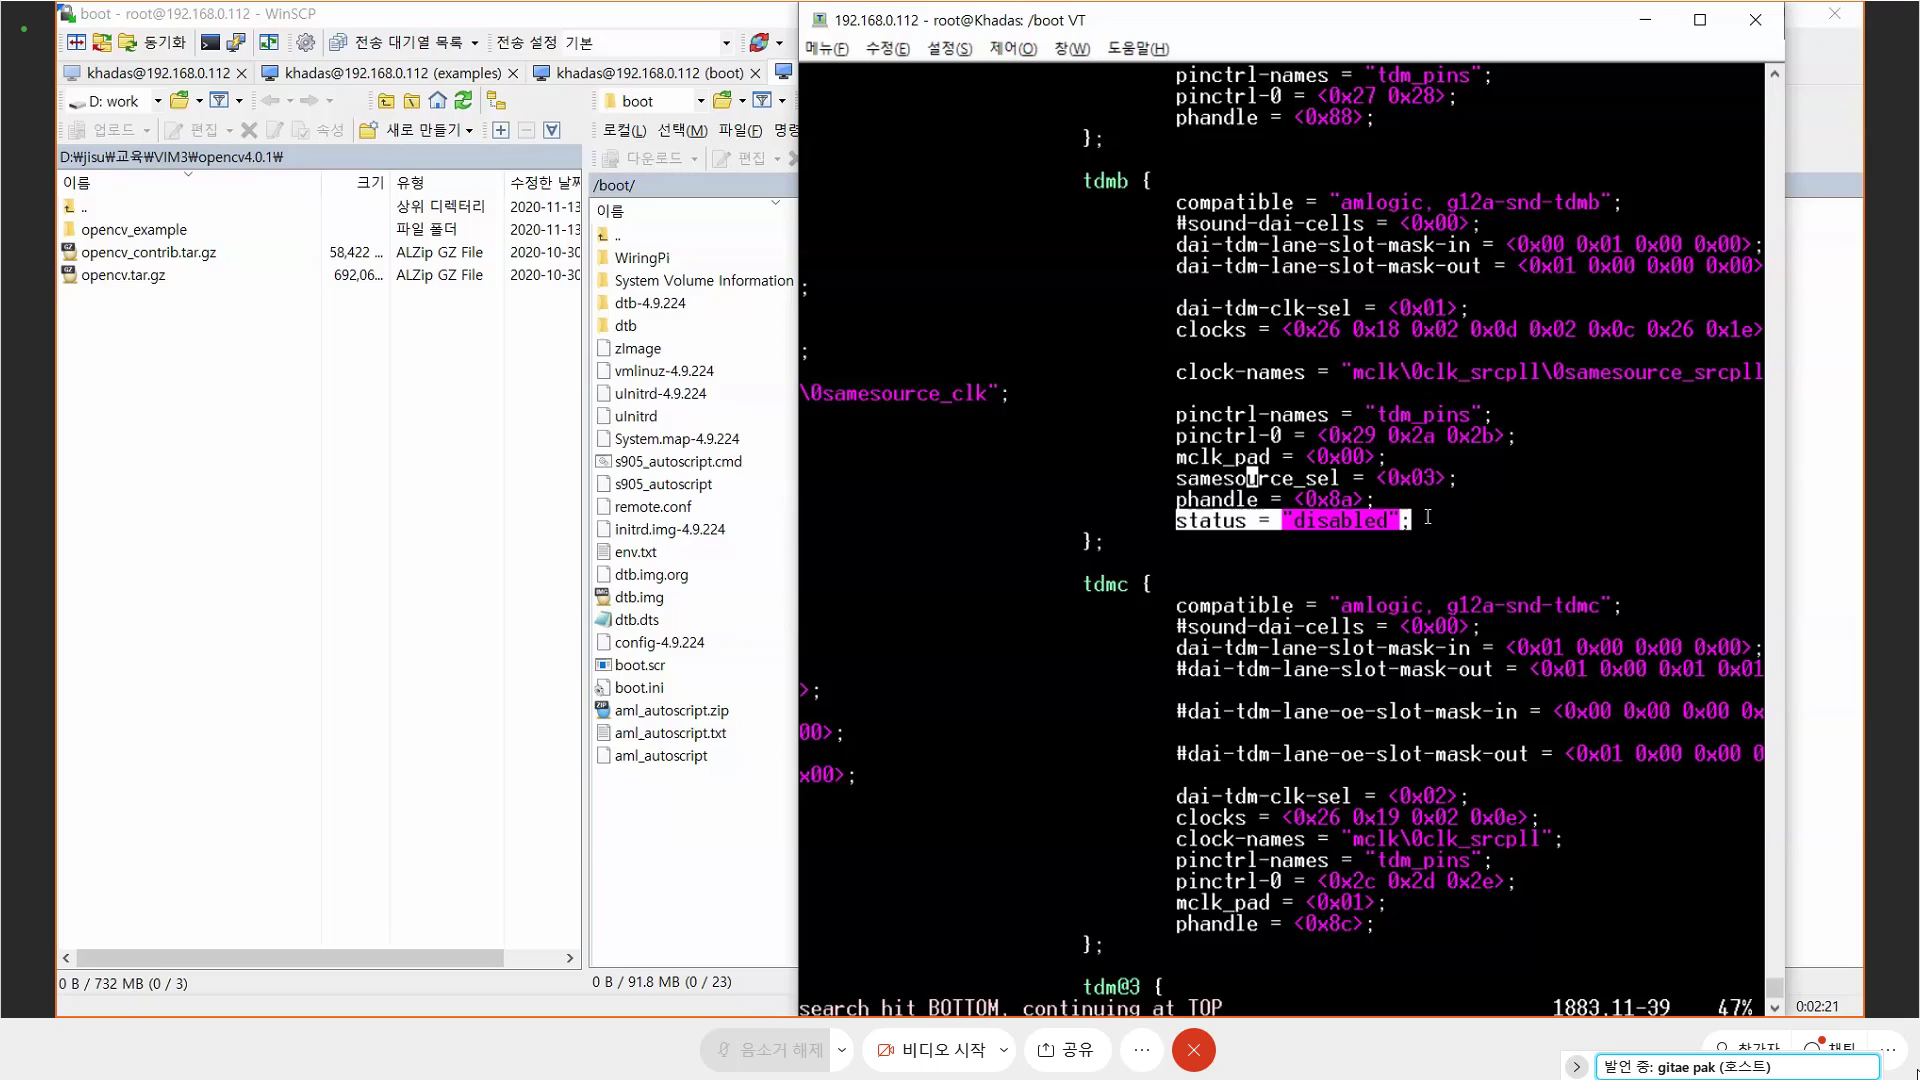 boot - root@192.168.0.112 - WinSCP
동기화
전송 대기열 목록
전송 설정 기본
khadas@192.168.0.112
khadas@192.168.0.112 (examples)
khadas@192.168.0.112 (boot)
D: work
boot
업로드
편집
속성
새로 만들기
로컬(L) 선택(M) 파일(F) 명령
다운로드
편집
D:₩jisu₩교육₩VIM3₩opencv4.0.1₩
/boot/
이름 크기 유형 수정한 날짜
.. 상위 디렉터리 2020-11-13
opencv_example 파일 폴더 2020-11-13
opencv_contrib.tar.gz 58,422 ... ALZip GZ File 2020-10-30
opencv.tar.gz 692,06... ALZip GZ File 2020-10-30
이름
..
WiringPi
System Volume Information
dtb-4.9.224
dtb
zImage
vmlinuz-4.9.224
uInitrd-4.9.224
uInitrd
System.map-4.9.224
s905_autoscript.cmd
s905_autoscript
remote.conf
initrd.img-4.9.224
env.txt
dtb.img.org
dtb.img
dtb.dts
config-4.9.224
boot.scr
boot.ini
aml_autoscript.zip
aml_autoscript.txt
aml_autoscript
0 B / 732 MB (0 / 3)
0 B / 91.8 MB (0 / 23)
0:02:21
192.168.0.112 - root@Khadas: /boot VT
메뉴(F) 수정(E) 설정(S) 제어(O) 창(W) 도움말(H)
pinctrl-names = "tdm_pins";
pinctrl-0 = <0x27 0x28>;
phandle = <0x88>;
};
tdmb {
compatible = "amlogic, g12a-snd-tdmb";
#sound-dai-cells = <0x00>;
dai-tdm-lane-slot-mask-in = <0x00 0x01 0x00 0x00>;
dai-tdm-lane-slot-mask-out = <0x01 0x00 0x00 0x00>
;
dai-tdm-clk-sel = <0x01>;
clocks = <0x26 0x18 0x02 0x0d 0x02 0x0c 0x26 0x1e>
;
clock-names = "mclk\0clk_srcpll\0samesource_srcpll
\0samesource_clk";
pinctrl-names = "tdm_pins";
pinctrl-0 = <0x29 0x2a 0x2b>;
mclk_pad = <0x00>;
samesource_sel = <0x03>;
phandle = <0x8a>;
status = "disabled";
};
tdmc {
compatible = "amlogic, g12a-snd-tdmc";
#sound-dai-cells = <0x00>;
dai-tdm-lane-slot-mask-in = <0x01 0x00 0x00 0x00>;
#dai-tdm-lane-slot-mask-out = <0x01 0x00 0x01 0x01
>;
#dai-tdm-lane-oe-slot-mask-in = <0x00 0x00 0x00 0x
00>;
#dai-tdm-lane-oe-slot-mask-out = <0x01 0x00 0x00 0
x00>;
dai-tdm-clk-sel = <0x02>;
clocks = <0x26 0x19 0x02 0x0e>;
clock-names = "mclk\0clk_srcpll";
pinctrl-names = "tdm_pins";
pinctrl-0 = <0x2c 0x2d 0x2e>;
mclk_pad = <0x01>;
phandle = <0x8c>;
};
tdm@3 {
search hit BOTTOM, continuing at TOP 1883,11-39 47%
음소거 해제
비디오 시작
공유
참가자
채팅
발언 중: gitae pak (호스트)